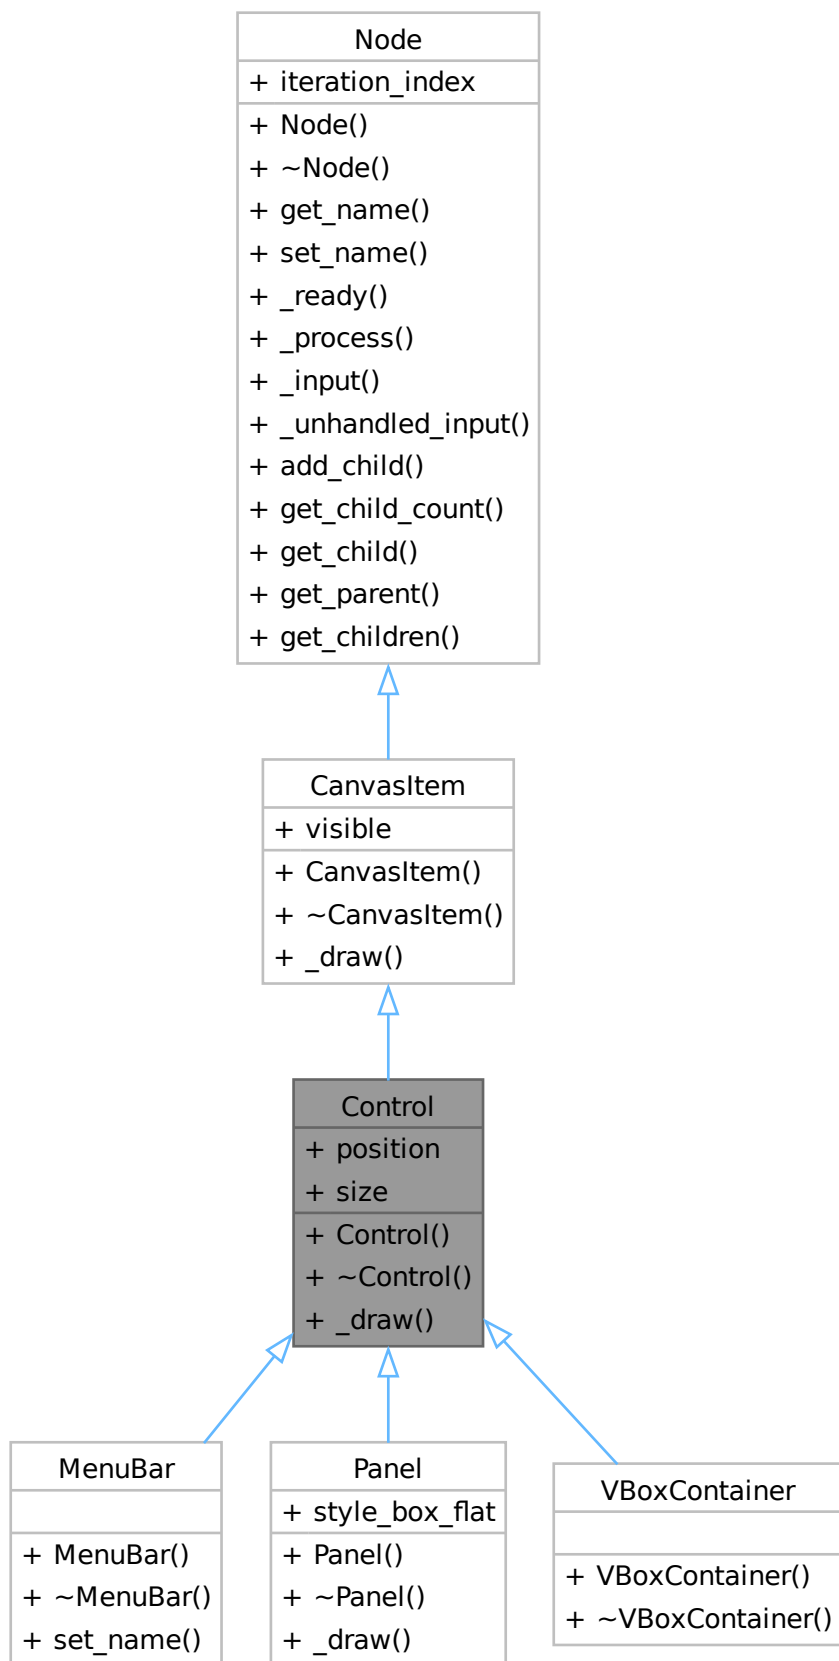 Node
+ iteration_index
+ Node()
+ ~Node()
+ get_name()
+ set_name()
+ _ready()
+ _process()
+ _input()
+ _unhandled_input()
+ add_child()
+ get_child_count()
+ get_child()
+ get_parent()
+ get_children()
CanvasItem
+ visible
+ CanvasItem()
+ ~CanvasItem()
+ _draw()
Control
+ position
+ size
+ Control()
+ ~Control()
+ _draw()
MenuBar
+ MenuBar()
+ ~MenuBar()
+ set_name()
Panel
+ style_box_flat
+ Panel()
+ ~Panel()
+ _draw()
VBoxContainer
+ VBoxContainer()
+ ~VBoxContainer()